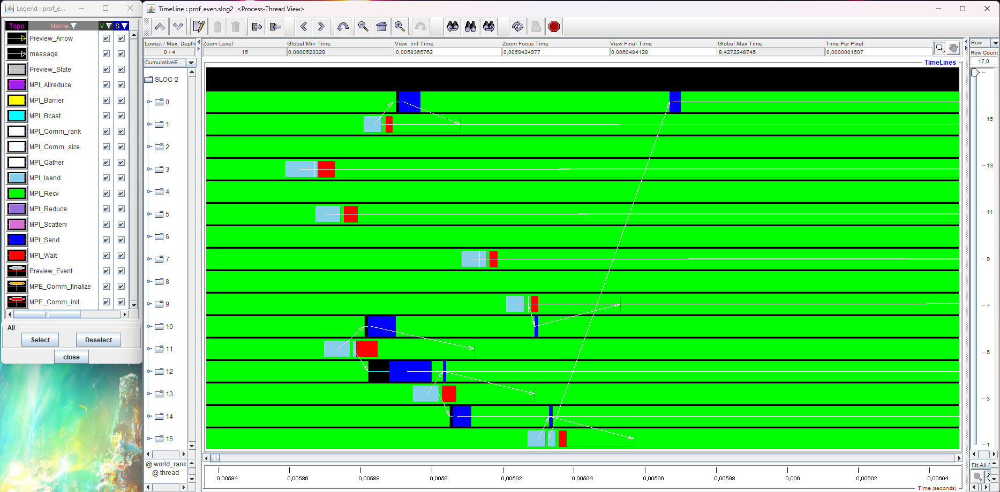 Legend : prof_e...
TimeLine : prof_even.slog2 <Process-Thread View>
Topo Name V S
Preview_Arrow
message
Preview_State
MPI_Allreduce
MPI_Barrier
MPI_Bcast
MPI_Comm_rank
MPI_Comm_size
MPI_Gather
MPI_Isend
MPI_Recv
MPI_Reduce
MPI_Scatterv
MPI_Send
MPI_Wait
Preview_Event
MPE_Comm_finalize
MPE_Comm_init
All
Select Deselect
close
Lowest / Max. Depth Zoom Level Global Min Time View Init Time Zoom Focus Time View Final Time Global Max Time Time Per Pixel
0 / 4 15 0,0000523329 0,0058365762 0,0059424977 0,0060484128 8,4272248745 0,0000001507
CumulativeE...
TimeLines
SLOG-2
0
1
2
3
4
5
6
7
8
9
10
11
12
13
14
15
@ world_rank
@ thread
0,00584 0,00586 0,00588 0,0059 0,00592 0,00594 0,00596 0,00598 0,006 0,00602 0,00604
Time (seconds)
Row
Row Count
17,0
15
13
11
9
7
5
3
1
Fit All